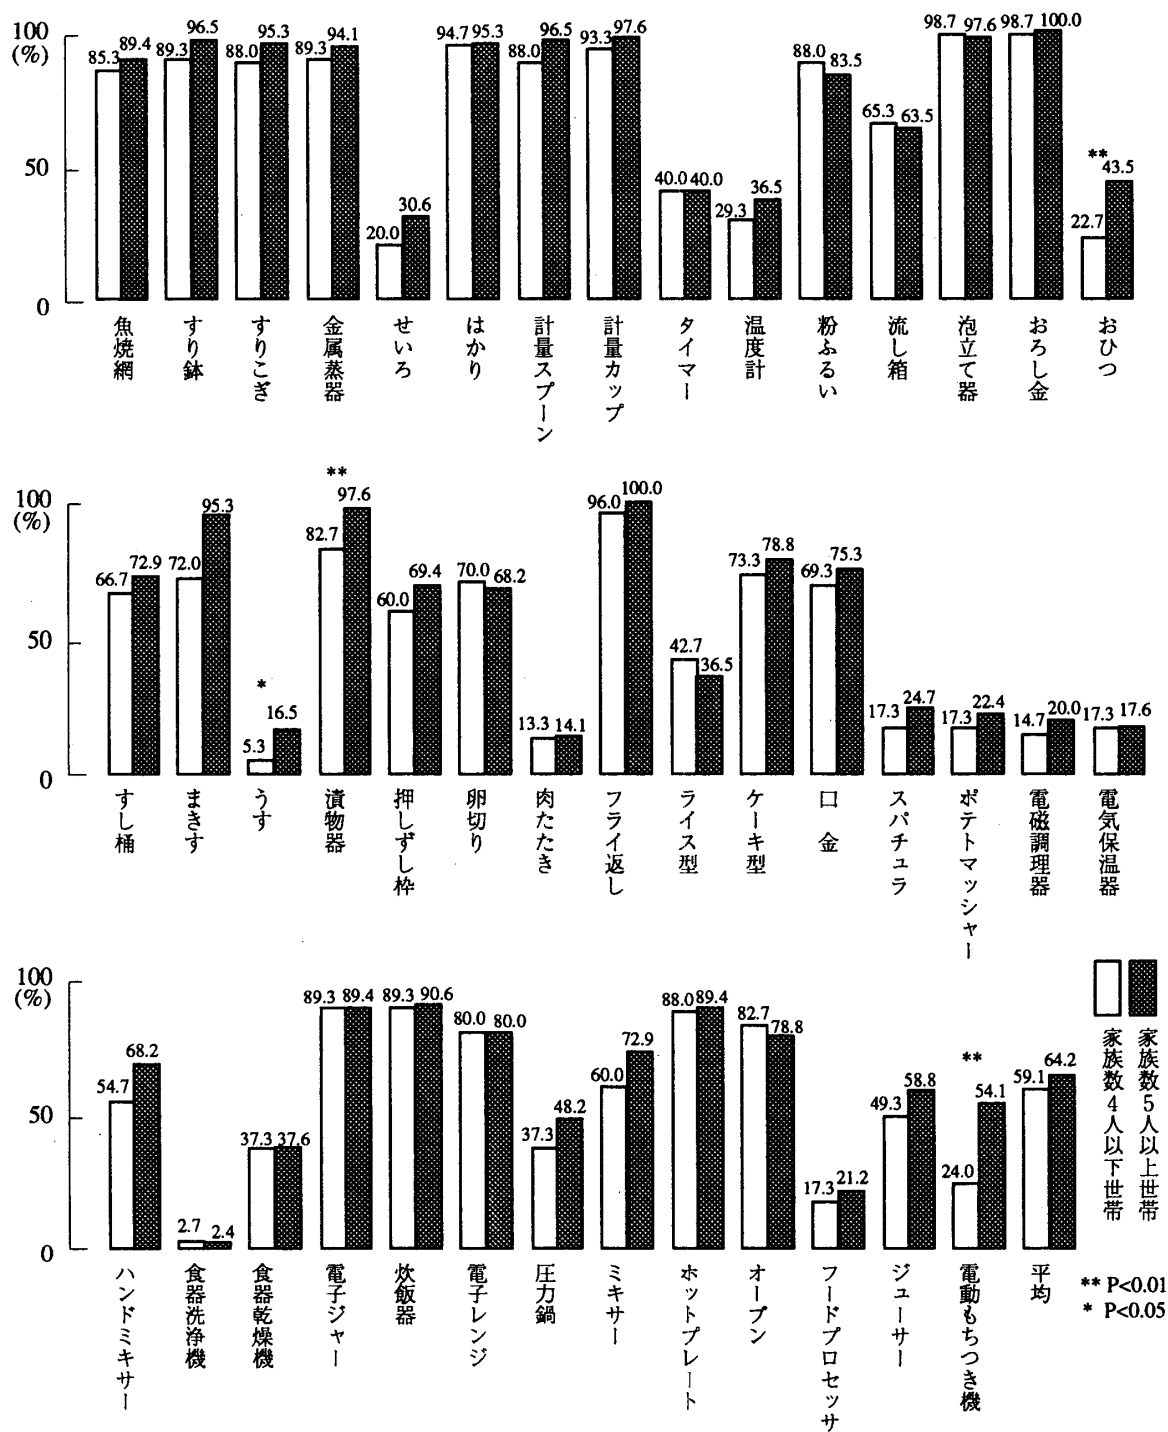 100
(%)
50
0
85.3 89.4
89.3 96.5
88.0 95.3
89.3 94.1
20.0 30.6
94.7 95.3
88.0 96.5
93.3 97.6
40.0 40.0
29.3 36.5
88.0 83.5
65.3 63.5
98.7 97.6
98.7 100.0
**
22.7 43.5
魚焼網
すり鉢
すりこぎ
金属蒸器
せいろ
はかり
計量スプーン
計量カップ
タイマー
温度計
粉ふるい
流し箱
泡立て器
おろし金
おひつ
100
(%)
50
0
66.7 72.9
72.0 95.3
*
5.3 16.5
**
82.7 97.6
60.0 69.4
70.0 68.2
13.3 14.1
96.0 100.0
42.7 36.5
73.3 78.8
69.3 75.3
17.3 24.7
17.3 22.4
14.7 20.0
17.3 17.6
すし桶
まきす
うす
漬物器
押しずし枠
卵切り
肉たたき
フライ返し
ライス型
ケーキ型
口金
スパチュラ
ポテトマッシャー
電磁調理器
電気保温器
100
(%)
50
0
54.7 68.2
2.7 2.4
37.3 37.6
89.3 89.4
89.3 90.6
80.0 80.0
37.3 48.2
60.0 72.9
88.0 89.4
82.7 78.8
17.3 21.2
49.3 58.8
**
24.0 54.1
59.1 64.2
ハンドミキサー
食器洗浄機
食器乾燥機
電子ジャー
炊飯器
電子レンジ
圧力鍋
ミキサー
ホットプレート
オーブン
フードプロセッサ
ジューサー
電動もちつき機
平均
家族数4人以下世帯
家族数5人以上世帯
** P<0.01
* P<0.05